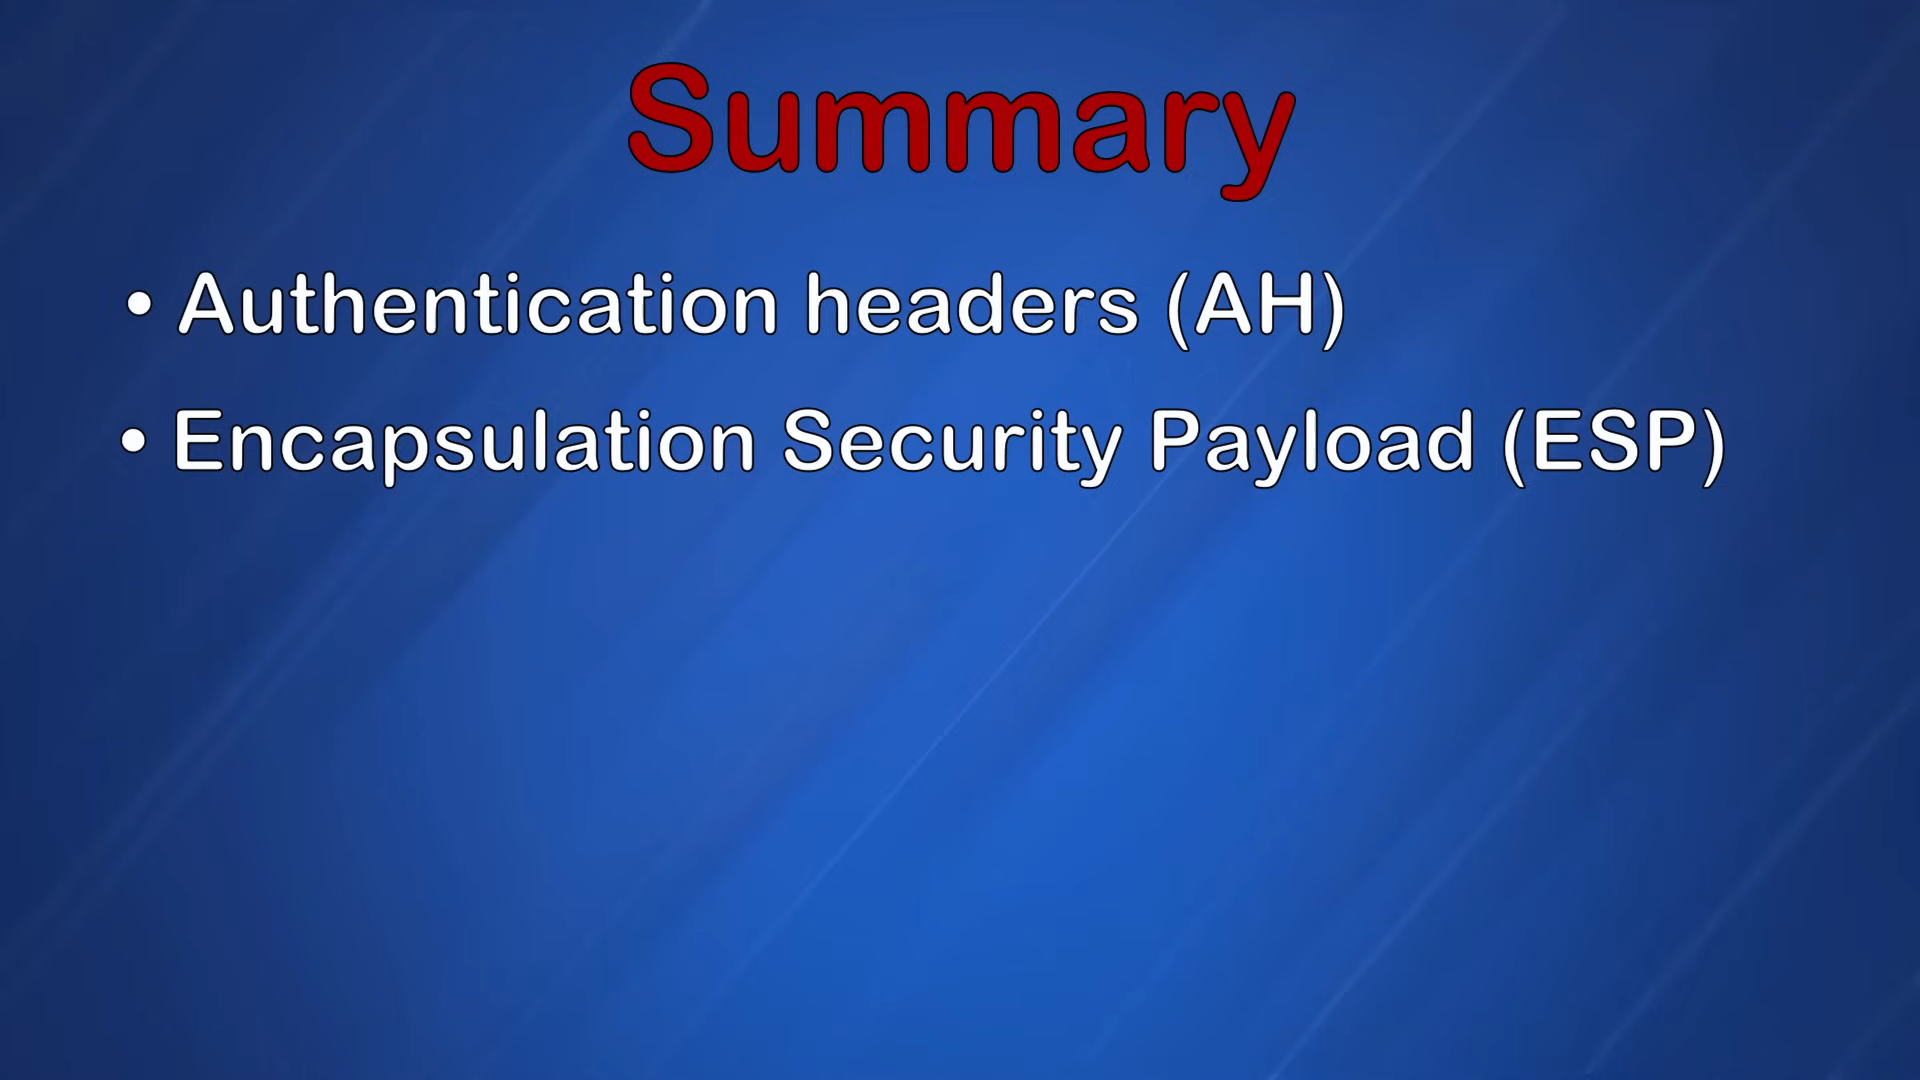 Summary
• Authentication headers (AH)
• Encapsulation Security Payload (ESP)